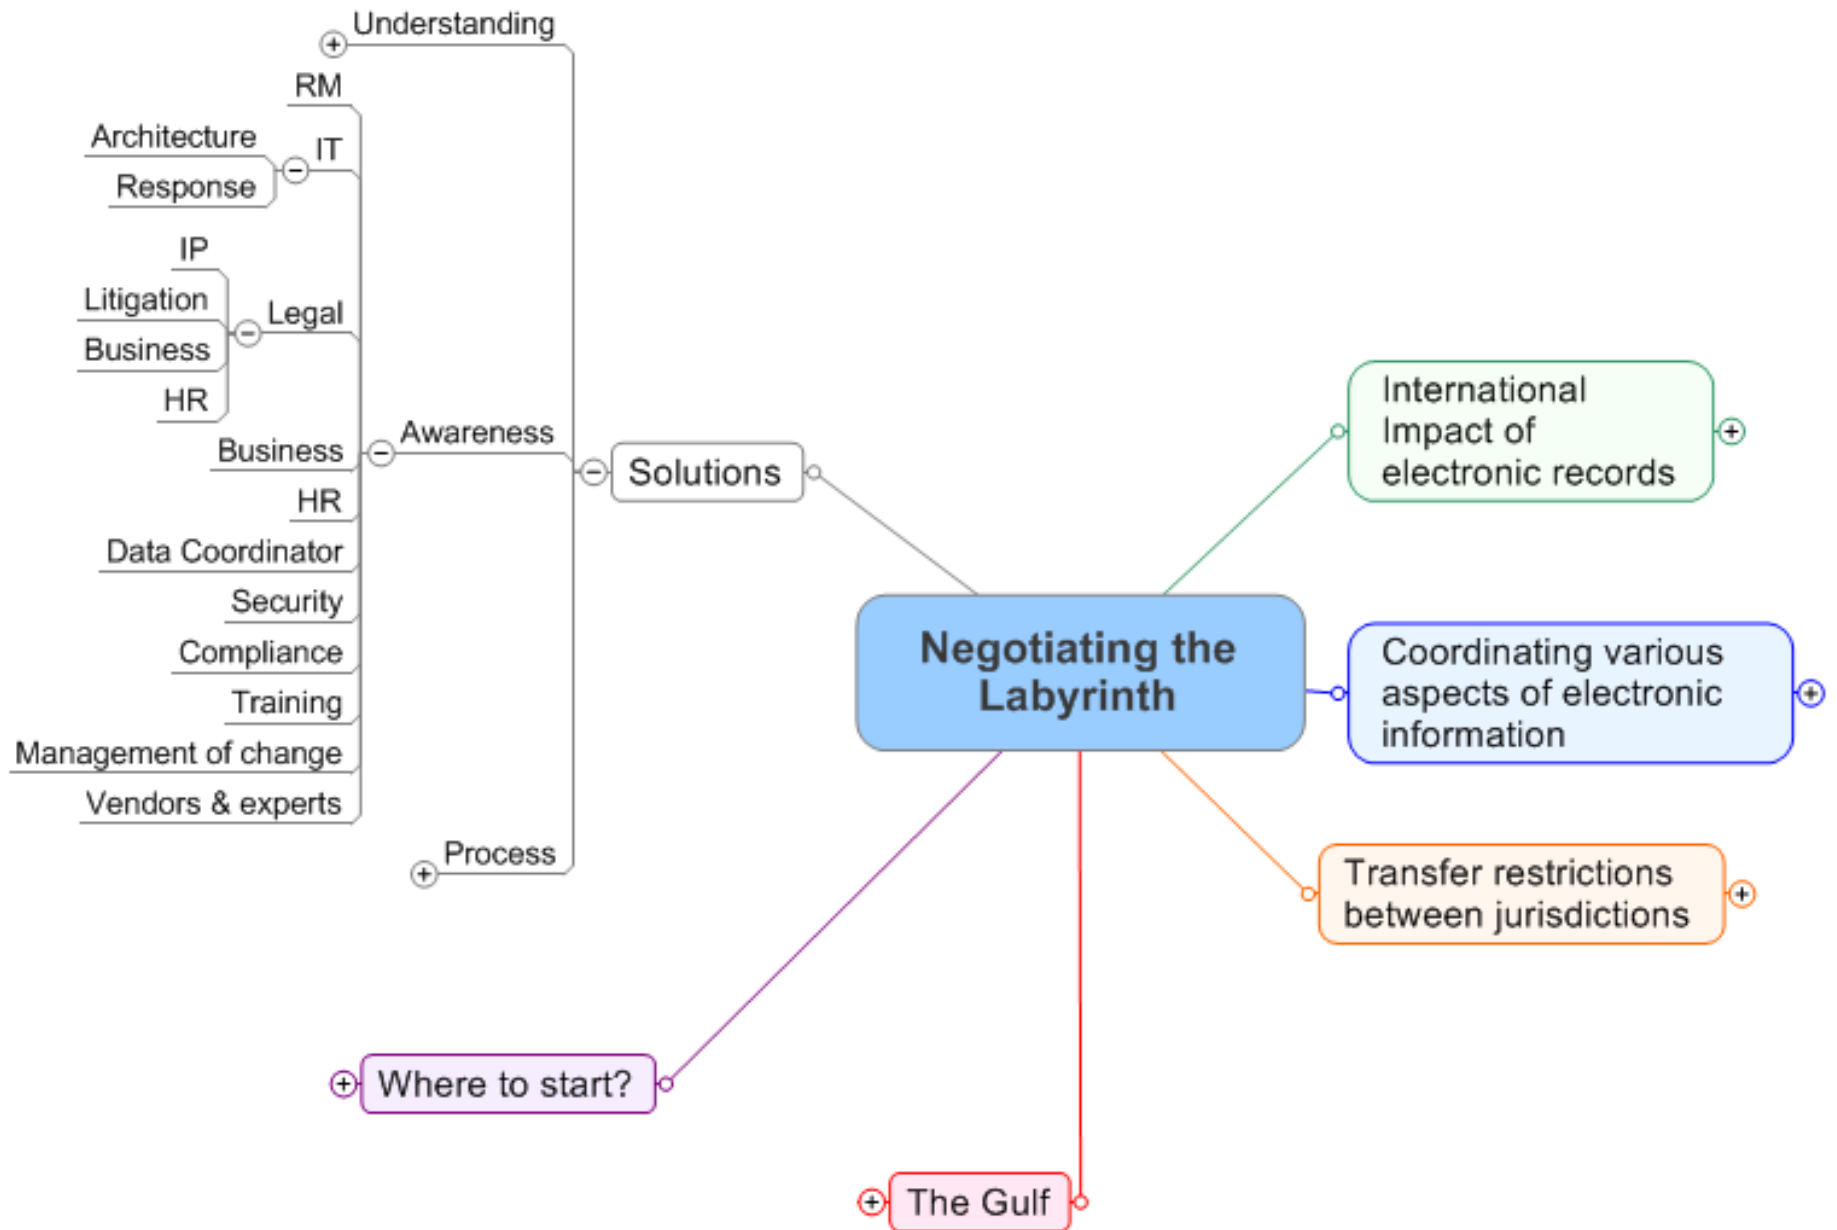 Understanding
RM
Architecture
IT
Response
IP
Litigation
Legal
Business
HR
Awareness
Business
HR
Data Coordinator
Security
Compliance
Training
Management of change
Vendors & experts
Process
Solutions
Negotiating the
Labyrinth
International
Impact of
electronic records
Coordinating various
aspects of electronic
information
Transfer restrictions
between jurisdictions
Where to start?
The Gulf